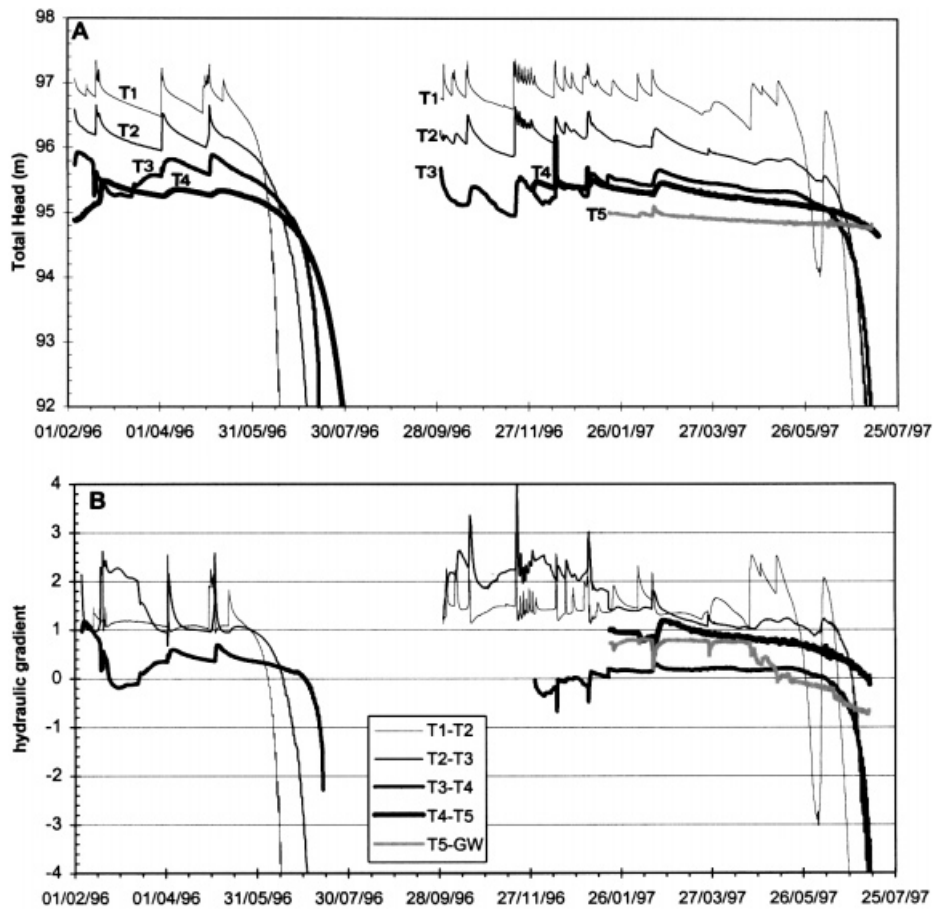 A
98
97
96
95
94
93
92
Total Head (m)
T1
T2
T3
T4
T1
T2
T3
T4
T5
01/02/96 01/04/96 31/05/96 30/07/96 28/09/96 27/11/96 26/01/97 27/03/97 26/05/97 25/07/97
B
4
3
2
1
0
-1
-2
-3
-4
hydraulic gradient
T1-T2
T2-T3
T3-T4
T4-T5
T5-GW
01/02/96 01/04/96 31/05/96 30/07/96 28/09/96 27/11/96 26/01/97 27/03/97 26/05/97 25/07/97